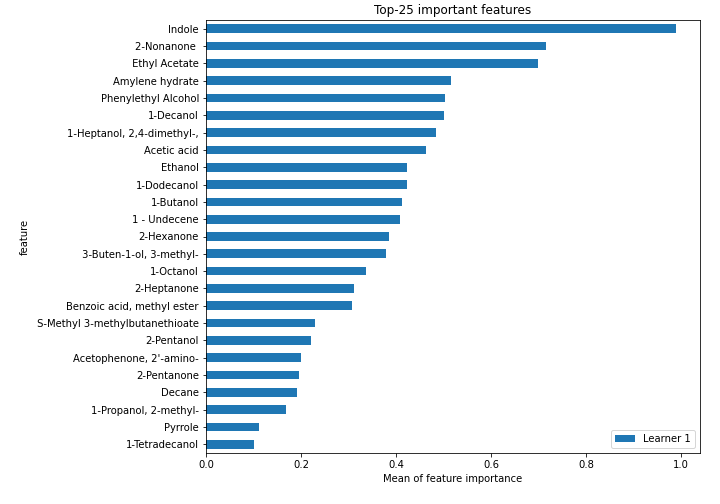 Top-25 important features
Indole
2-Nonanone
Ethyl Acetate
Amylene hydrate
Phenylethyl Alcohol
1-Decanol
1-Heptanol, 2,4-dimethyl-,
Acetic acid
Ethanol
1-Dodecanol
1-Butanol
1 - Undecene
2-Hexanone
3-Buten-1-ol, 3-methyl-
1-Octanol
2-Heptanone
Benzoic acid, methyl ester
S-Methyl 3-methylbutanethioate
2-Pentanol
Acetophenone, 2'-amino-
2-Pentanone
Decane
1-Propanol, 2-methyl-
Pyrrole
1-Tetradecanol
feature
Learner 1
0.0 0.2 0.4 0.6 0.8 1.0
Mean of feature importance